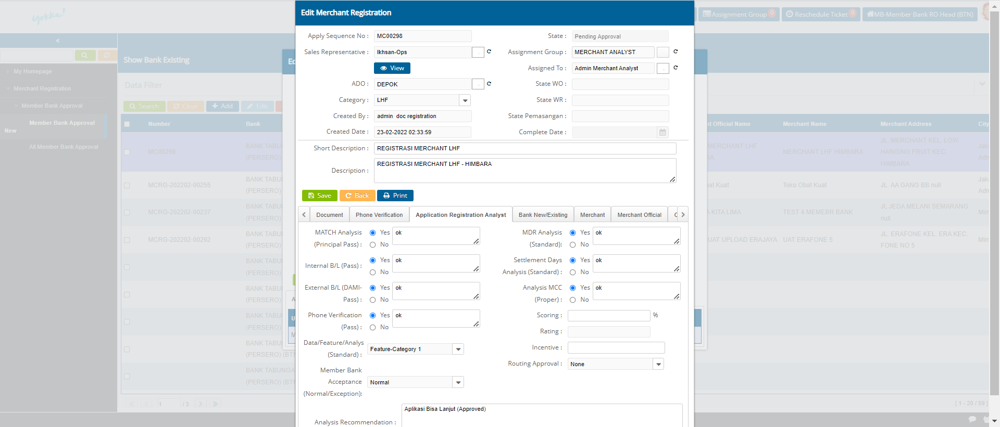 yokke!
Assignment Group 0
Reschedule Ticket 0
MB-Member Bank RO Head (BTN)
My Homepage
Merchant Registration
Member Bank Approval
Member Bank Approval
New
All Member Bank Approval
Show Bank Existing
Data Filter
Search Clear Add Edit
Number Bank
Official Name Merchant Name Merchant Address City
MC00298 BANK TABU
(PERSERO)
MERCHANT LHF MERCHANT LHF HIMBARA JL. MERCHANT KEL. LOW
HANGING FRUIT KEC.
HIMBARA
MCRG-202202-00255 BANK TABU
(PERSERO)
Kuat Toko Obat Kuat JL. AA GANG BB null
MCRG-202202-00237 BANK TABU
(PERSERO)
KITA LIMA TEST 4 MEMEBR BANK JL JEDA MELANI SEMARANG
null
MCRG-202202-00292 BANK TABU
(PERSERO)
UAT UPLOAD ERAJAYA UAT ERAFONE 5 JL. ERAFONE KEL. ERA KEC.
FONE NO 5
BANK TABU
(PERSERO)
BANK TABU
(PERSERO)
BANK TABU
(PERSERO)
BANK TABU
(PERSERO) (BTN
BANK TABUNGA
(PERSERO) (BTN
1 / 3
[ 1 - 20 / 59 ]
Edit Merchant Registration
Apply Sequence No : MC00298
State : Pending Approval
Sales Representative : Ikhsan-Ops
Assignment Group : MERCHANT ANALYST
View
Assigned To : Admin Merchant Analyst
ADO : DEPOK
State WO :
Category : LHF
State WR :
Created By : admin doc registration
State Pemasangan :
Created Date : 23-02-2022 02:33:59
Complete Date :
Short Description : REGISTRASI MERCHANT LHF
Description : REGISTRASI MERCHANT LHF - HIMBARA
Save Back Print
Document Phone Verification Application Registration Analyst Bank New/Existing Merchant Merchant Official
MATCH Analysis
(Principal Pass) : Yes No ok
MDR Analysis
(Standard): Yes No ok
Internal B/L (Pass) : Yes No ok
Settlement Days
Analysis (Standard) : Yes No ok
External B/L (DAMI-
Pass) : Yes No ok
Analysis MCC
(Proper) : Yes No ok
Phone Verification
(Pass) : Yes No ok
Scoring : %
Rating :
Data/Feature/Analys
(Standard) : Feature-Category 1
Incentive :
Routing Approval : None
Member Bank
Acceptance
(Normal/Exception): Normal
Analysis Recommendation : Aplikasi Bisa Lanjut (Approved)